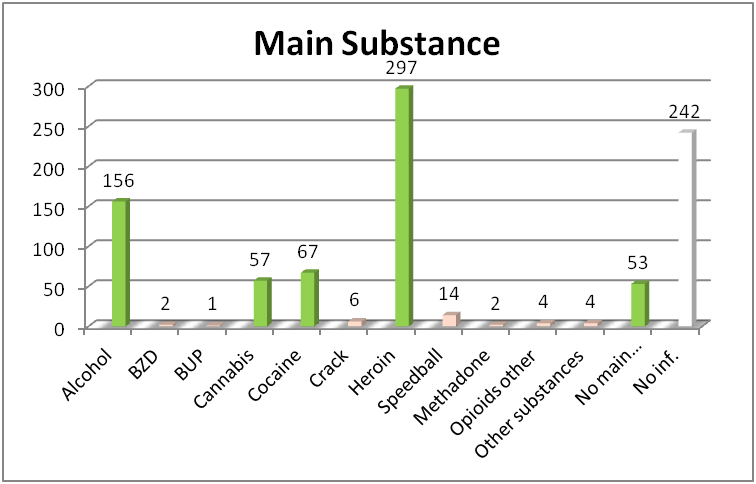 Main Substance
300
250
200
150
100
50
0
156
2
1
57
67
6
297
14
2
4
4
53
242
Alcohol
BZD
BUP
Cannabis
Cocaine
Crack
Heroin
Speedball
Methadone
Opioids other
Other substances
No main...
No inf.